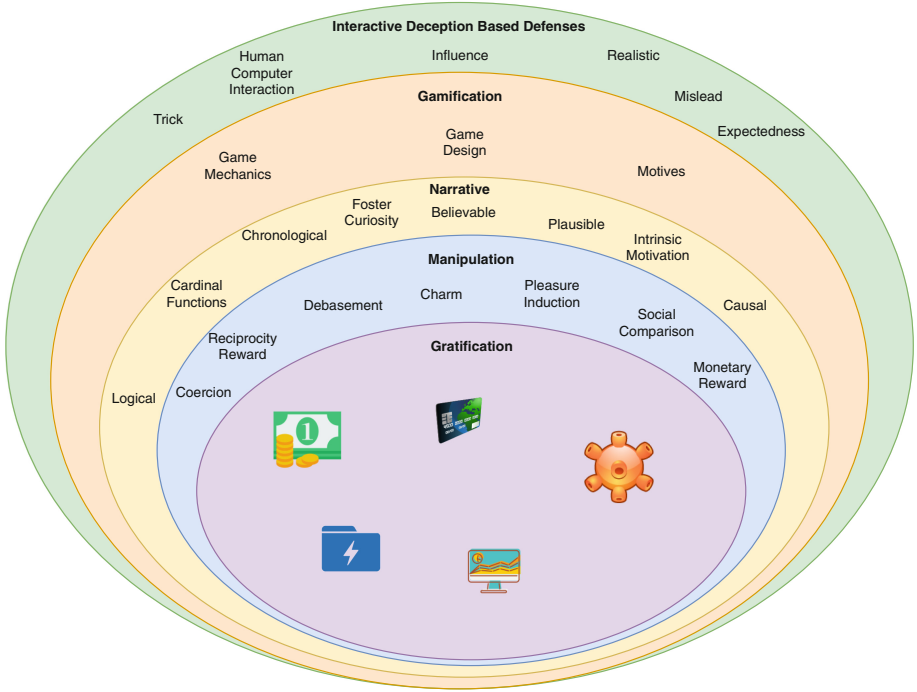 Interactive Deception Based Defenses
Human
Computer
Interaction
Influence
Realistic
Trick
Mislead
Expectedness
Gamification
Game
Mechanics
Game
Design
Motives
Narrative
Chronological
Foster
Curiosity
Believable
Plausible
Intrinsic
Motivation
Cardinal
Functions
Causal
Logical
Manipulation
Debasement
Charm
Pleasure
Induction
Social
Comparison
Reciprocity
Reward
Coercion
Monetary
Reward
Gratification
1